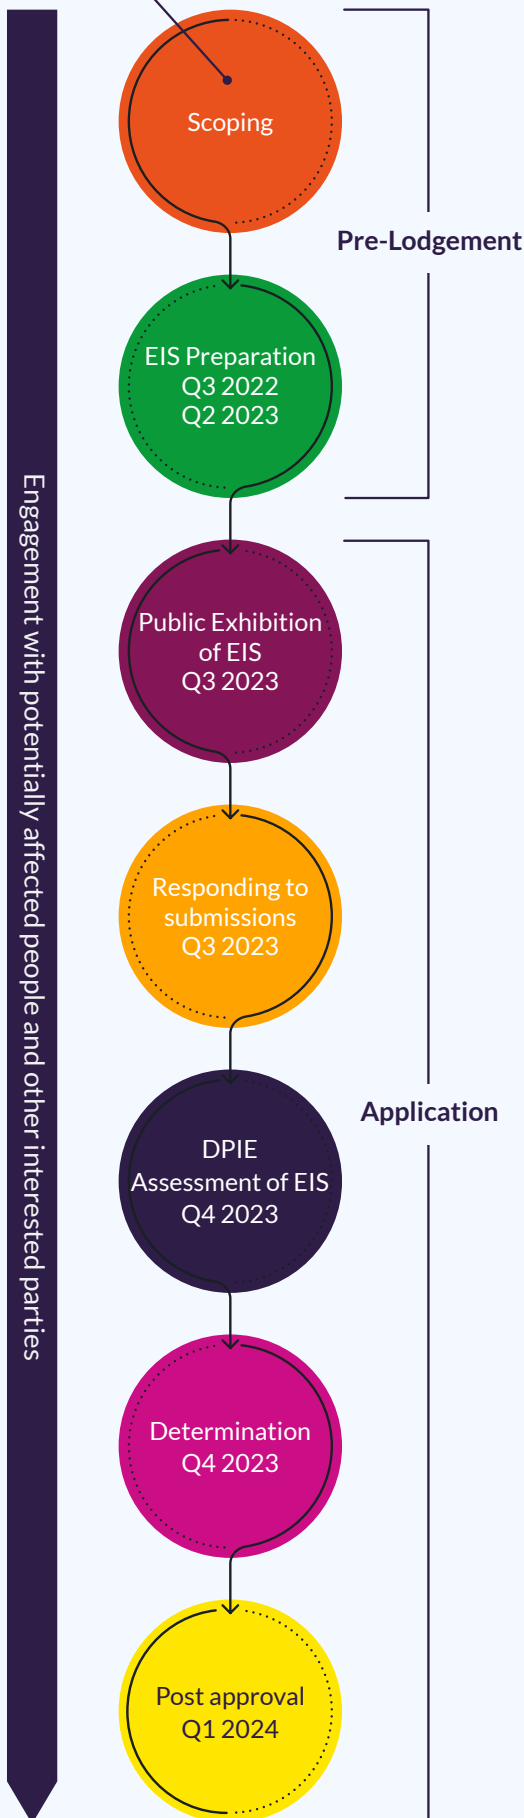 Scoping
Pre-Lodgement
EIS Preparation
Q3 2022
Q2 2023
Public Exhibition
of EIS
Q3 2023
Responding to
submissions
Q3 2023
Engagement with potentially affected people and other interested parties
Application
DPIE
Assessment of EIS
Q4 2023
Determination
Q4 2023
Post approval
Q1 2024